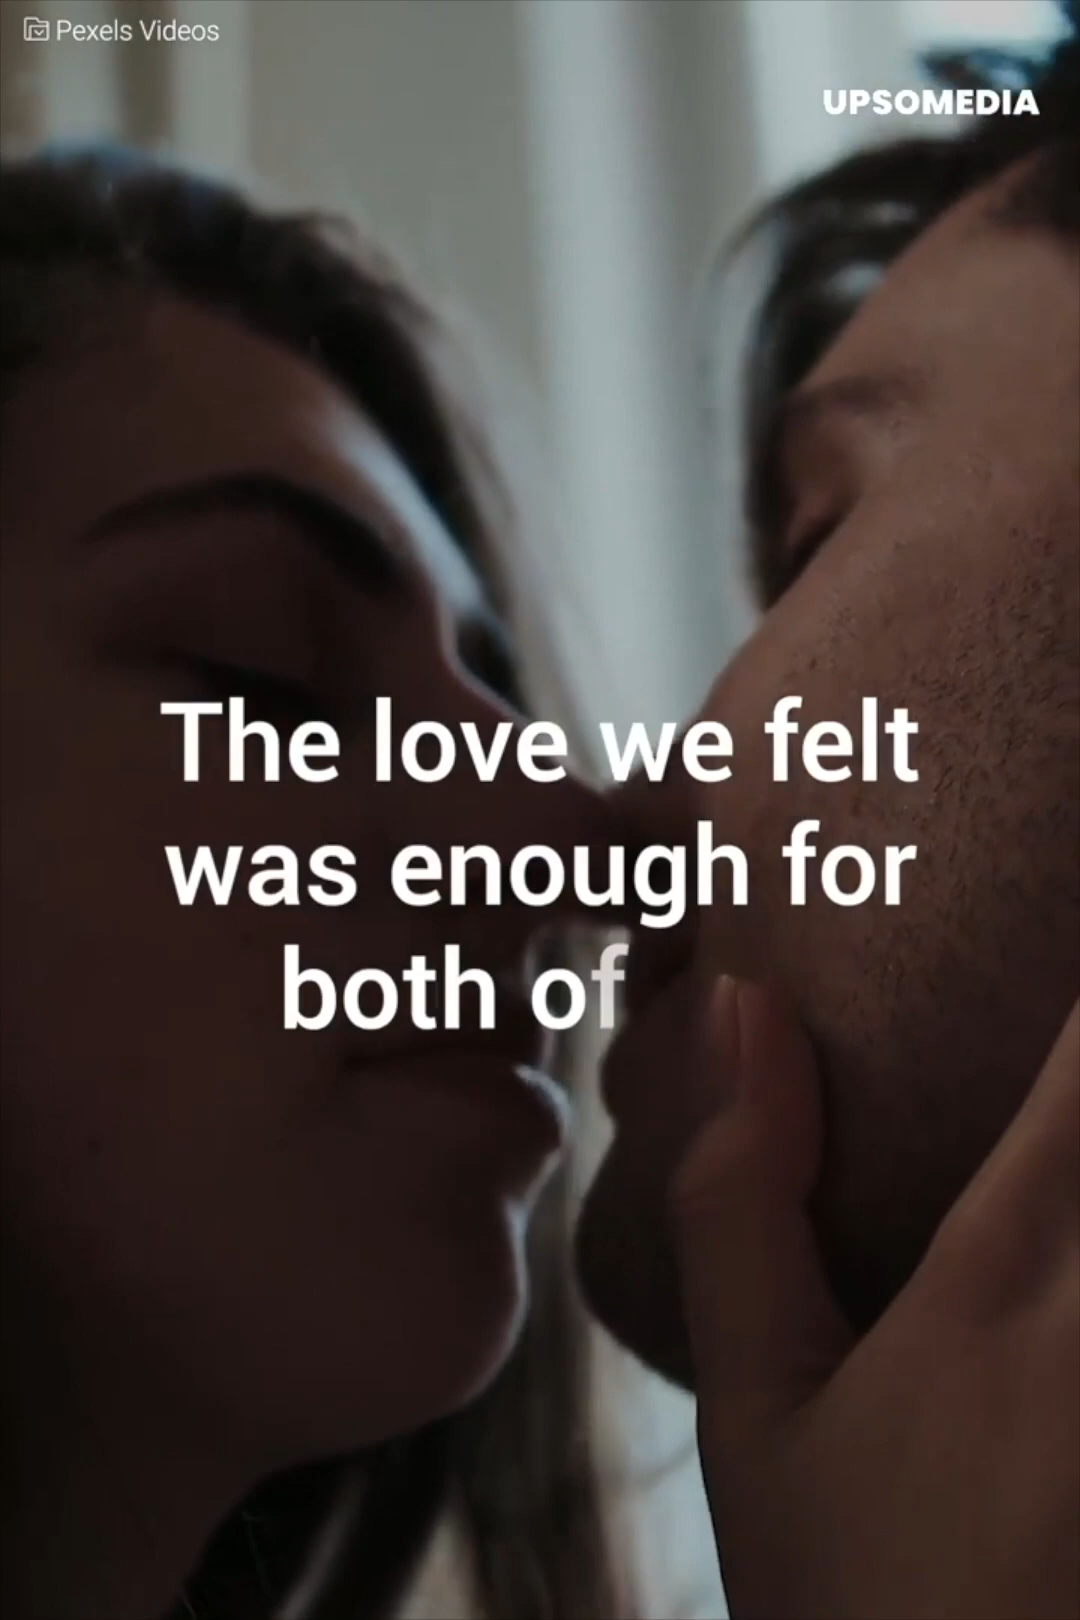 Pexels Videos
UPSOMEDIA
The love we felt
was enough for
both of